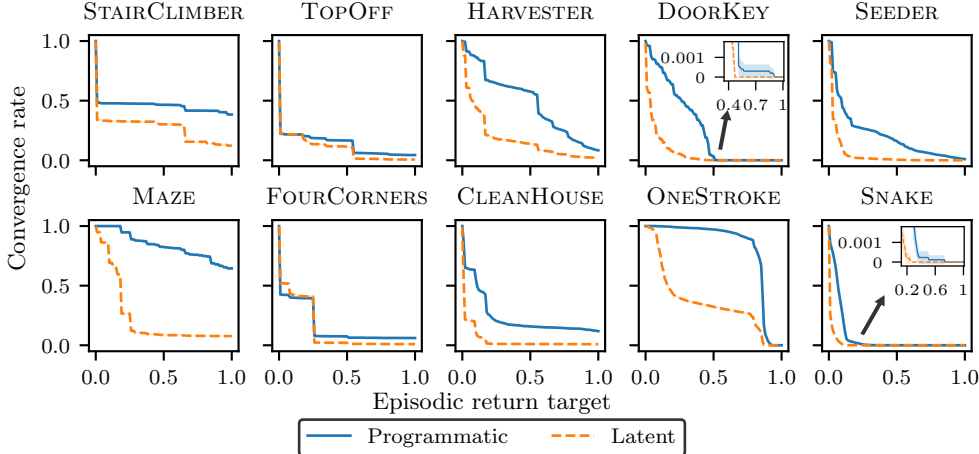 STAIRCLIMBER TOPOFF HARVESTER DOORKEY SEEDER
1.0
0.5
0.0
0.001
0
0.4 0.7 1
MAZE FOURCORNERS CLEANHOUSE ONESTROKE SNAKE
1.0
0.5
0.0
0.001
0
0.2 0.6 1
0.0 0.5 1.0 0.0 0.5 1.0 0.0 0.5 1.0 0.0 0.5 1.0 0.0 0.5 1.0
Convergence rate
Episodic return target
Programmatic Latent